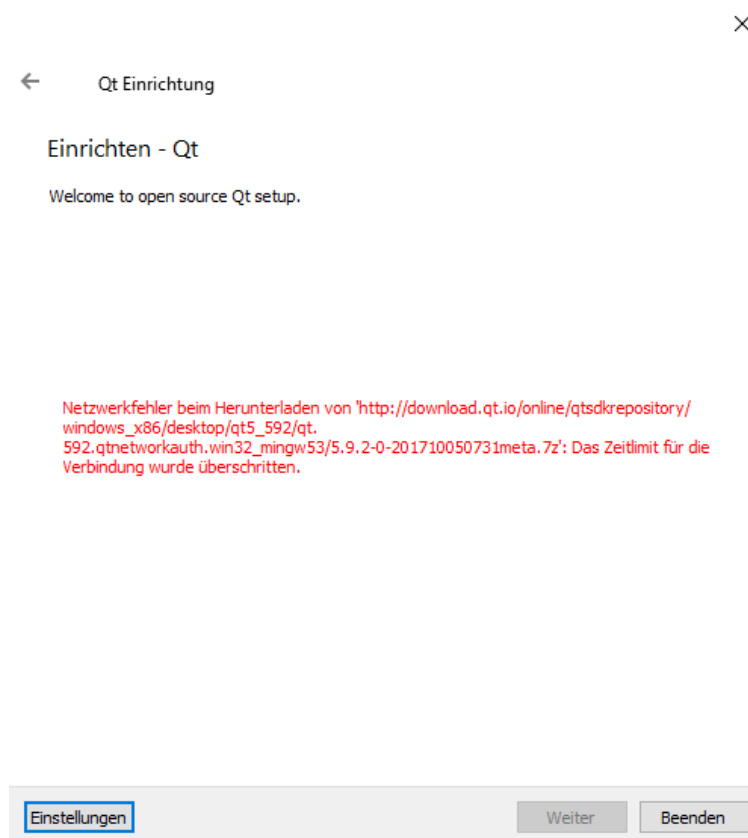 Qt Einrichtung
Einrichten - Qt
Welcome to open source Qt setup.
Netzwerkfehler beim Herunterladen von 'http://download.qt.io/online/qtsdkrepository/
windows_x86/desktop/qt5_592/qt.
592.qtnetworkauth.win32_mingw53/5.9.2-0-201710050731meta.7z': Das Zeitlimit für die
Verbindung wurde überschritten.
Einstellungen
Weiter
Beenden